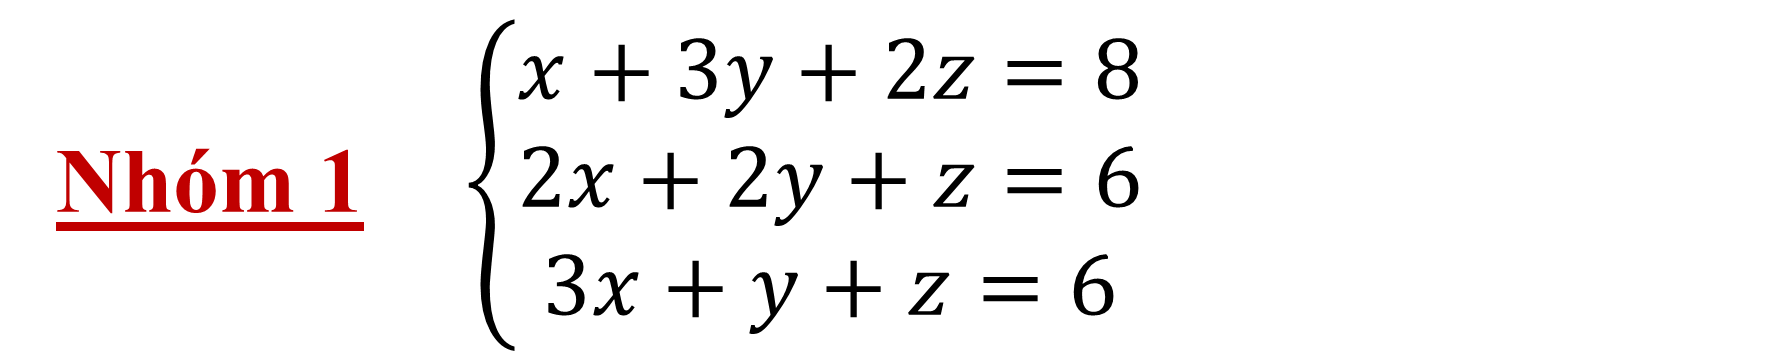 x + 3y + 2z = 8
Nhóm 1
2x + 2y + z = 6
3x + y + z = 6